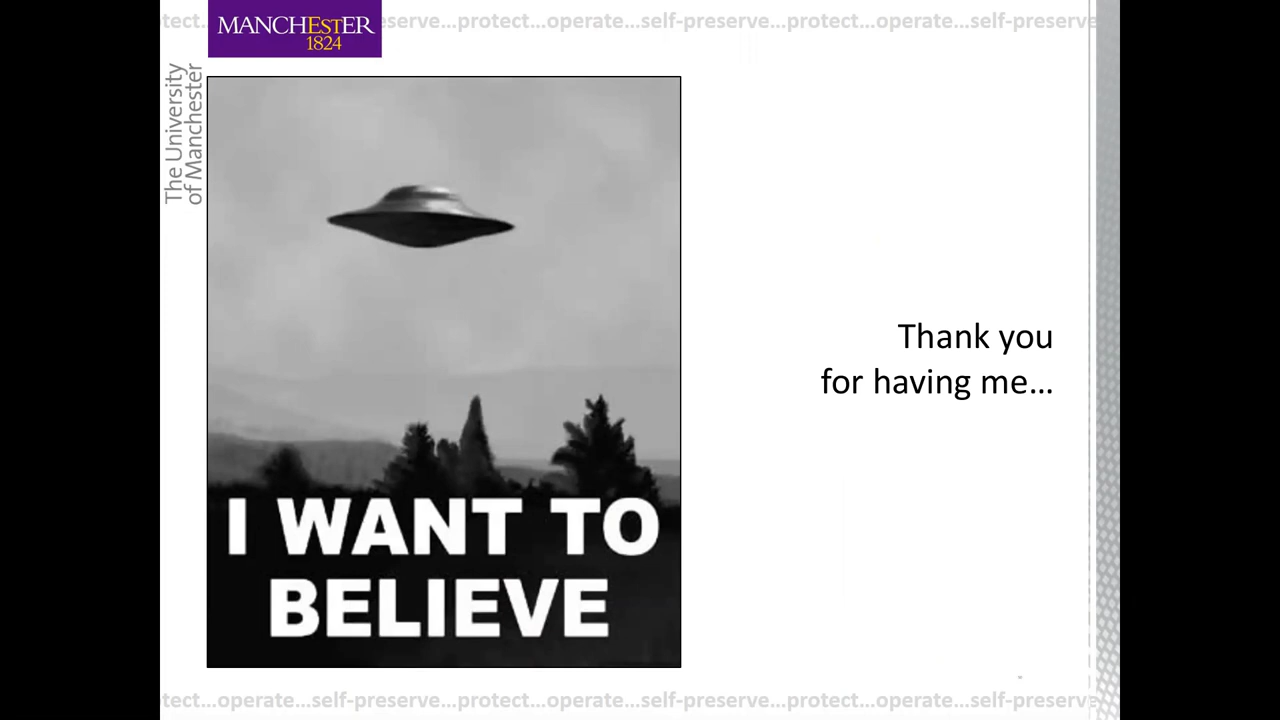 tect...operate...self-preserve...protect...operate...self-preserve...protect...operate...self-preserve
MANCHESTER
1824
The University
of Manchester
I WANT TO
BELIEVE
Thank you
for having me...
tect...operate...self-preserve...protect...operate...self-preserve...protect...operate...self-preserve